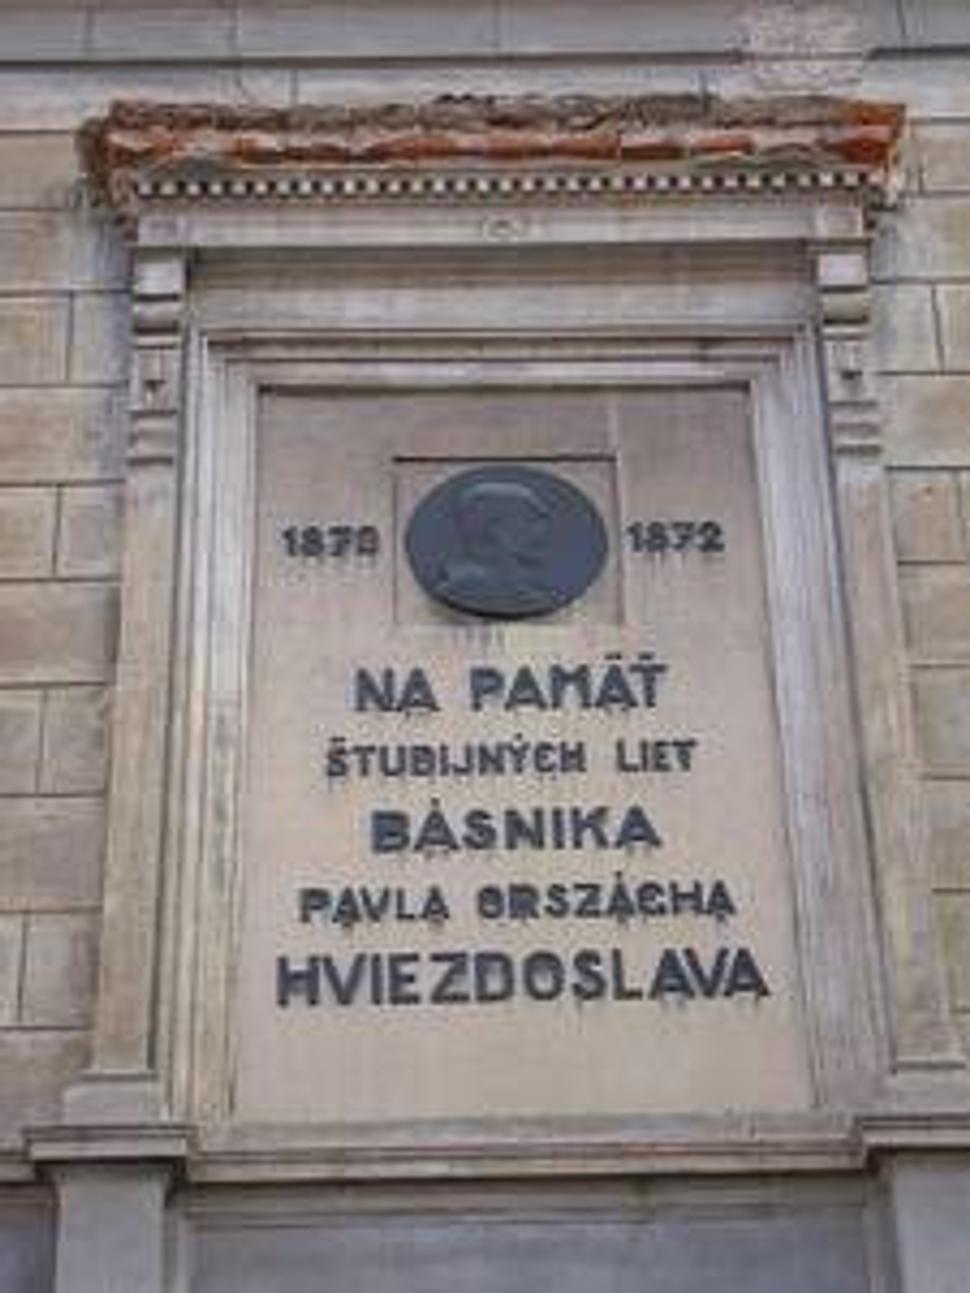 1870 1872
NA PAMÄŤ
ŠTUDIJNÝCH LIET
BÁSNIKA
PAVLA ORSZÁGHA
HVIEZDOSLAVA